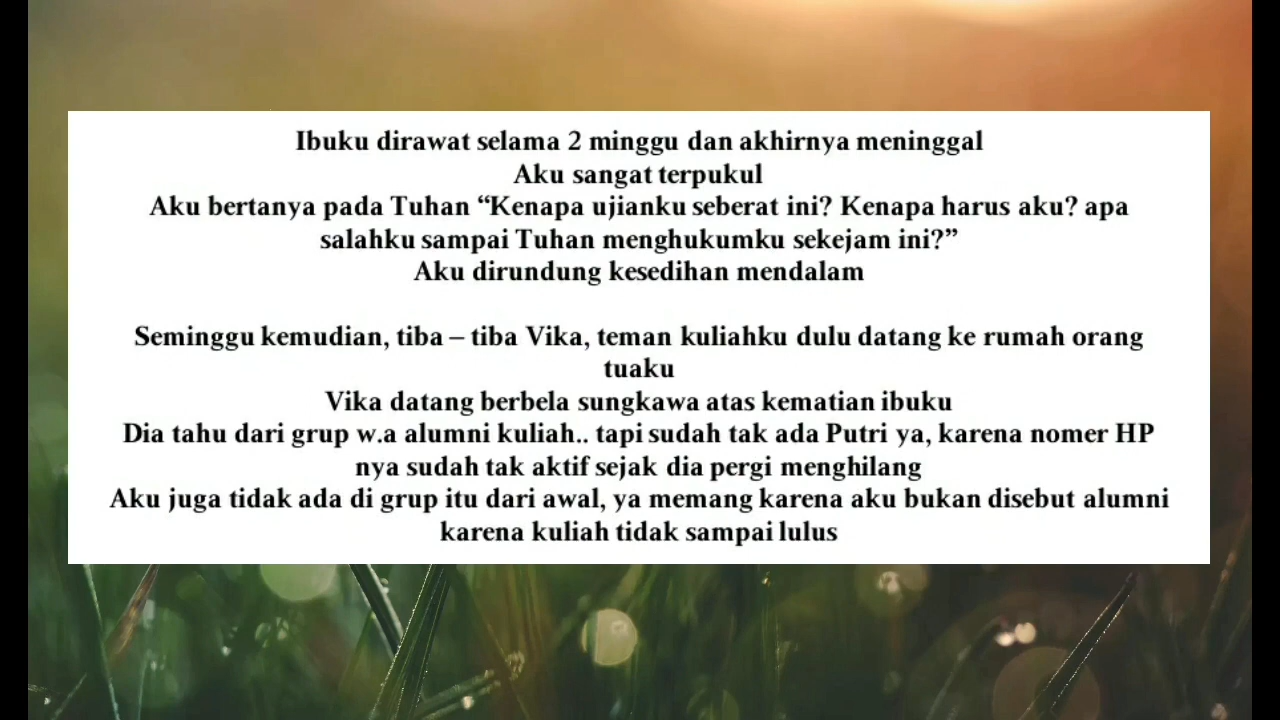 Ibuku dirawat selama 2 minggu dan akhirnya meninggal
Aku sangat terpukul
Aku bertanya pada Tuhan “Kenapa ujianku seberat ini? Kenapa harus aku? apa
salahku sampai Tuhan menghukumku sekejam ini?”
Aku dirundung kesedihan mendalam
Seminggu kemudian, tiba – tiba Vika, teman kuliahku dulu datang ke rumah orang
tuaku
Vika datang berbela sungkawa atas kematian ibuku
Dia tahu dari grup w.a alumni kuliah.. tapi sudah tak ada Putri ya, karena nomer HP
nya sudah tak aktif sejak dia pergi menghilang
Aku juga tidak ada di grup itu dari awal, ya memang karena aku bukan disebut alumni
karena kuliah tidak sampai lulus